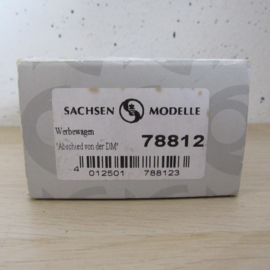 SACHSEN MODELLE
Werbewagen
78812
"Abschied von der DM"
4 012501 788123